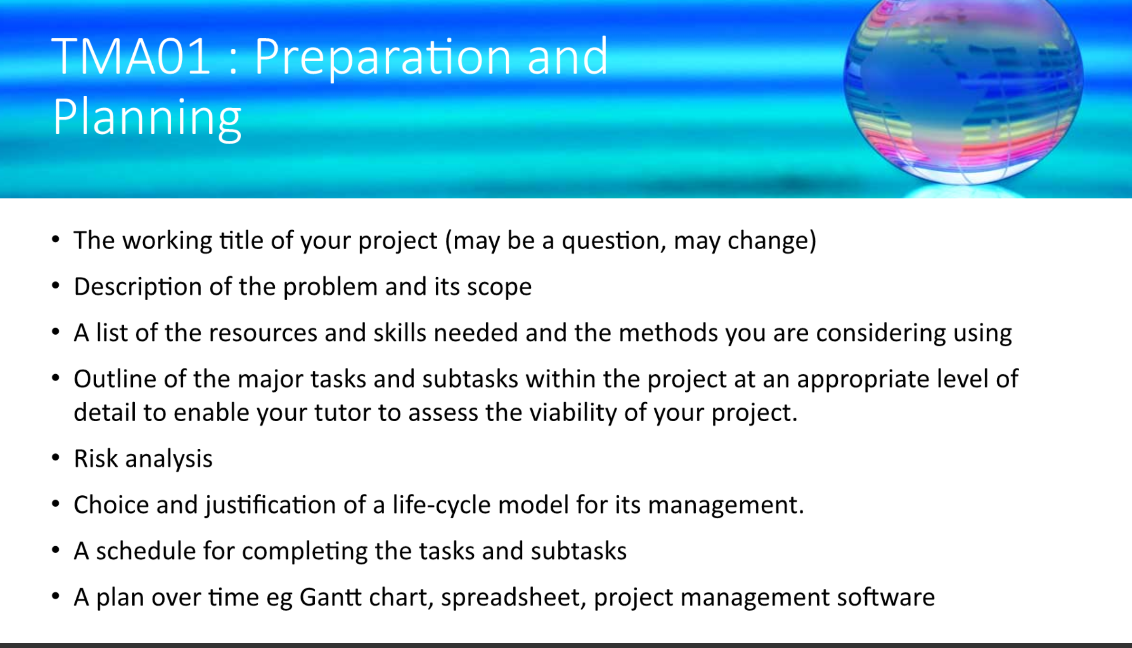 TMA01 : Preparation and
Planning
• The working title of your project (may be a question, may change)
• Description of the problem and its scope
• A list of the resources and skills needed and the methods you are considering using
• Outline of the major tasks and subtasks within the project at an appropriate level of
detail to enable your tutor to assess the viability of your project.
• Risk analysis
• Choice and justification of a life-cycle model for its management.
• A schedule for completing the tasks and subtasks
• A plan over time eg Gantt chart, spreadsheet, project management software